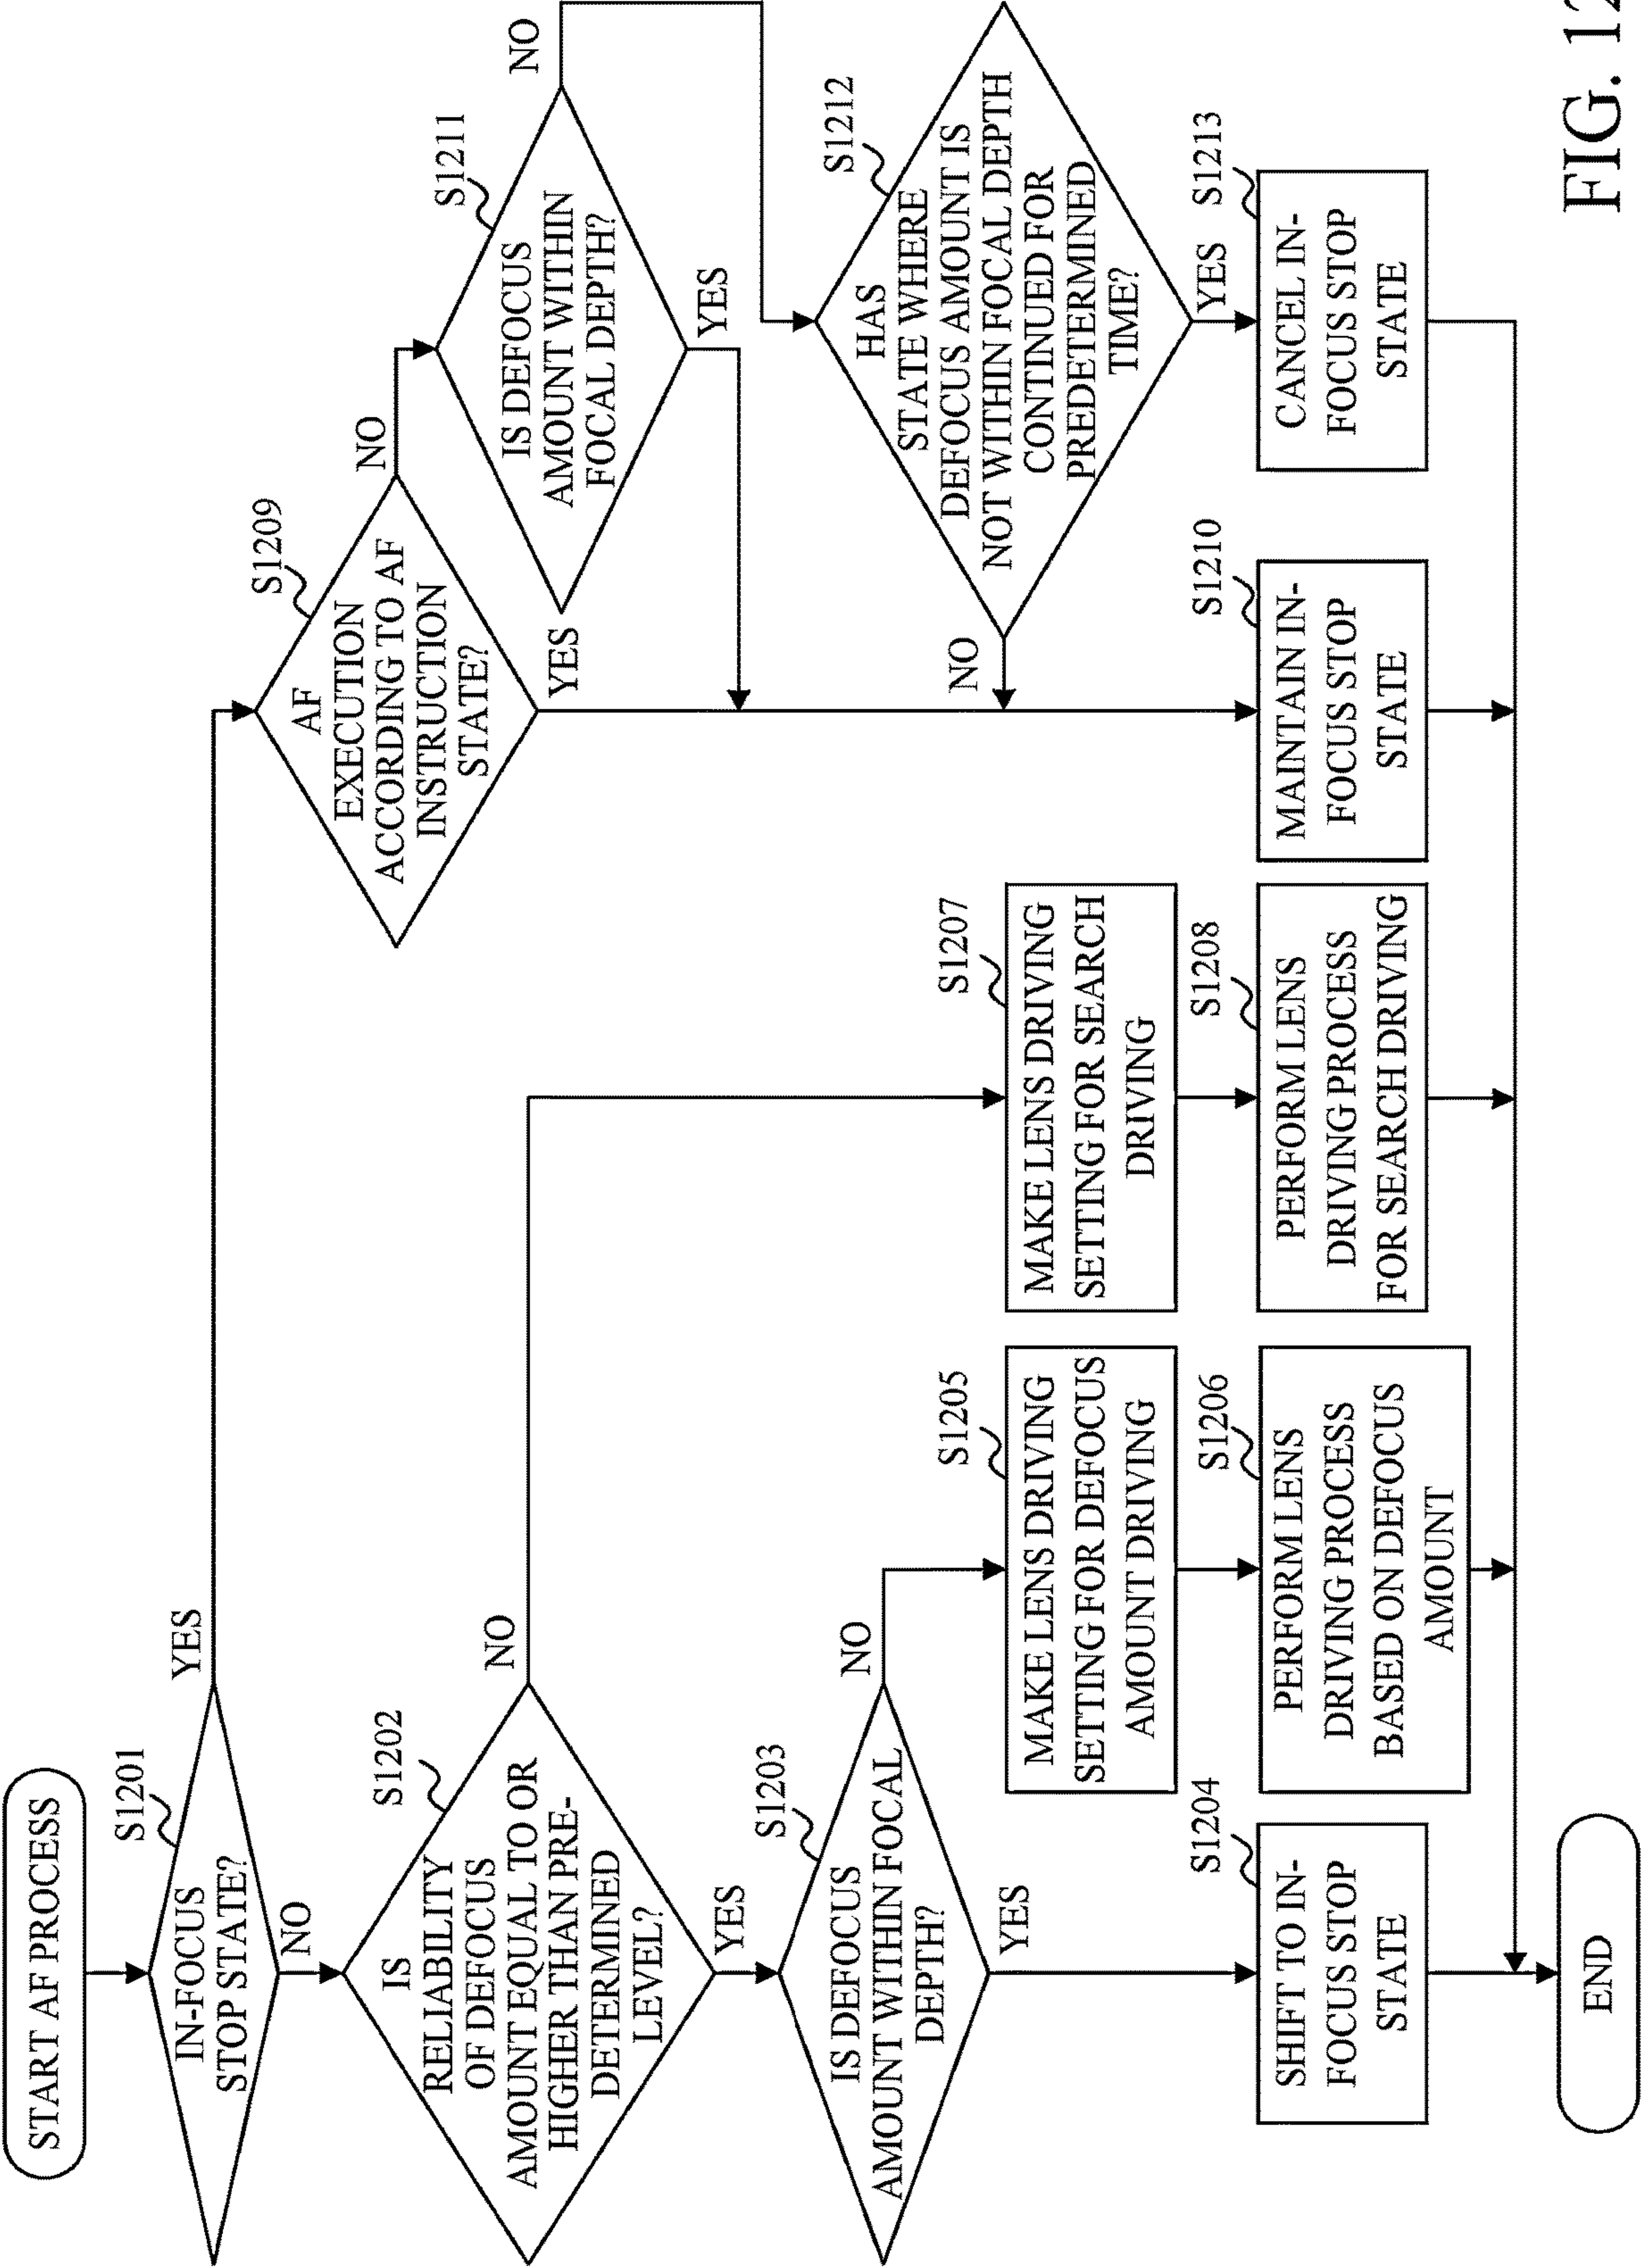 START AF PROCESS
S1201
IN-FOCUS
STOP STATE?
YES
NO
S1202
IS
RELIABILITY
OF DEFOCUS
AMOUNT EQUAL TO OR
HIGHER THAN PRE-
DETERMINED
LEVEL?
NO
YES
S1203
IS DEFOCUS
AMOUNT WITHIN FOCAL
DEPTH?
NO
YES
S1204
SHIFT TO IN-
FOCUS STOP
STATE
S1205
MAKE LENS DRIVING
SETTING FOR DEFOCUS
AMOUNT DRIVING
S1206
PERFORM LENS
DRIVING PROCESS
BASED ON DEFOCUS
AMOUNT
S1207
MAKE LENS DRIVING
SETTING FOR SEARCH
DRIVING
S1208
PERFORM LENS
DRIVING PROCESS
FOR SEARCH DRIVING
S1209
AF
EXECUTION
ACCORDING TO AF
INSTRUCTION
STATE?
NO
YES
S1210
MAINTAIN IN-
FOCUS STOP
STATE
S1211
IS DEFOCUS
AMOUNT WITHIN
FOCAL DEPTH?
NO
YES
S1212
HAS
STATE WHERE
DEFOCUS AMOUNT IS
NOT WITHIN FOCAL DEPTH
CONTINUED FOR
PREDETERMINED
TIME?
NO
YES
S1213
CANCEL IN-
FOCUS STOP
STATE
END
FIG. 12